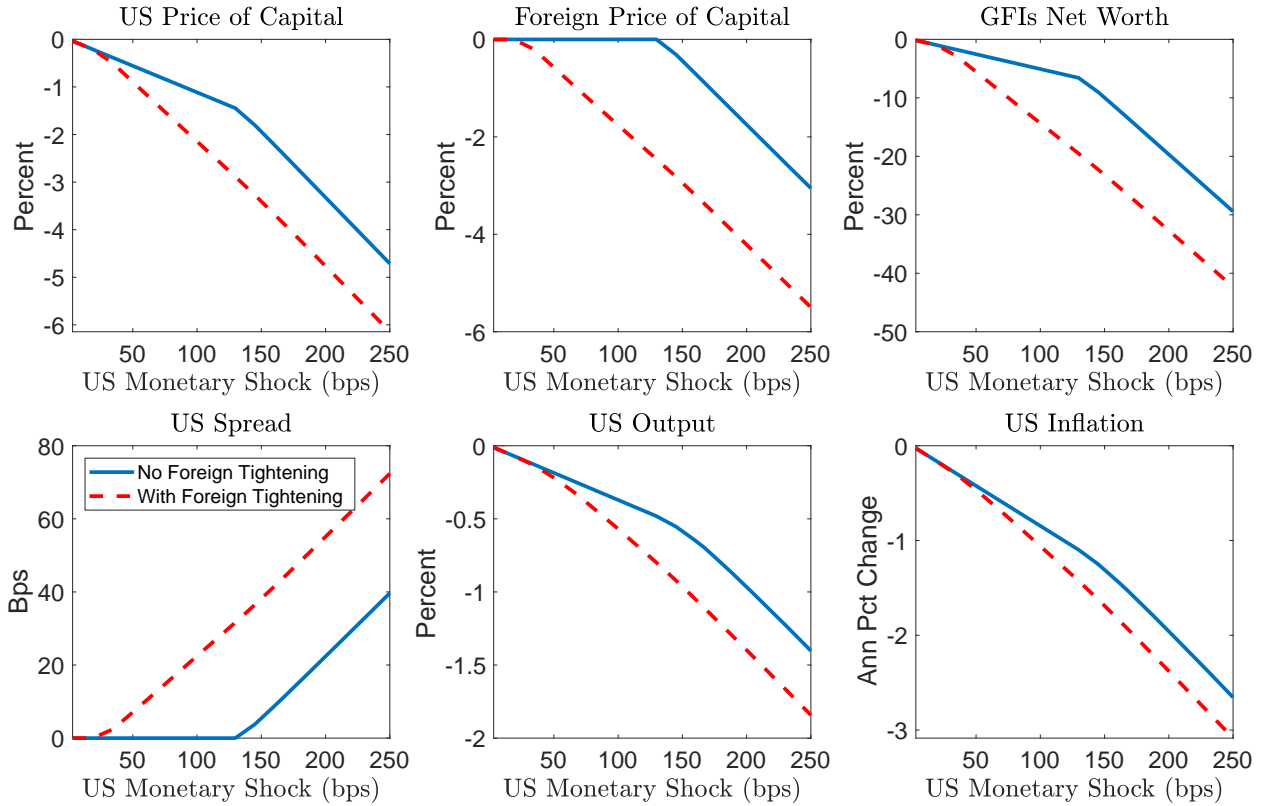 US Price of Capital
0
-1
-2
-3
-4
-5
-6
Percent
50 100 150 200 250
US Monetary Shock (bps)
Foreign Price of Capital
0
-2
-4
-6
Percent
50 100 150 200 250
US Monetary Shock (bps)
GFIs Net Worth
0
-10
-20
-30
-40
-50
Percent
50 100 150 200 250
US Monetary Shock (bps)
US Spread
80
60
40
20
0
Bps
No Foreign Tightening
With Foreign Tightening
50 100 150 200 250
US Monetary Shock (bps)
US Output
0
-0.5
-1
-1.5
-2
Percent
50 100 150 200 250
US Monetary Shock (bps)
US Inflation
0
-1
-2
-3
Ann Pct Change
50 100 150 200 250
US Monetary Shock (bps)